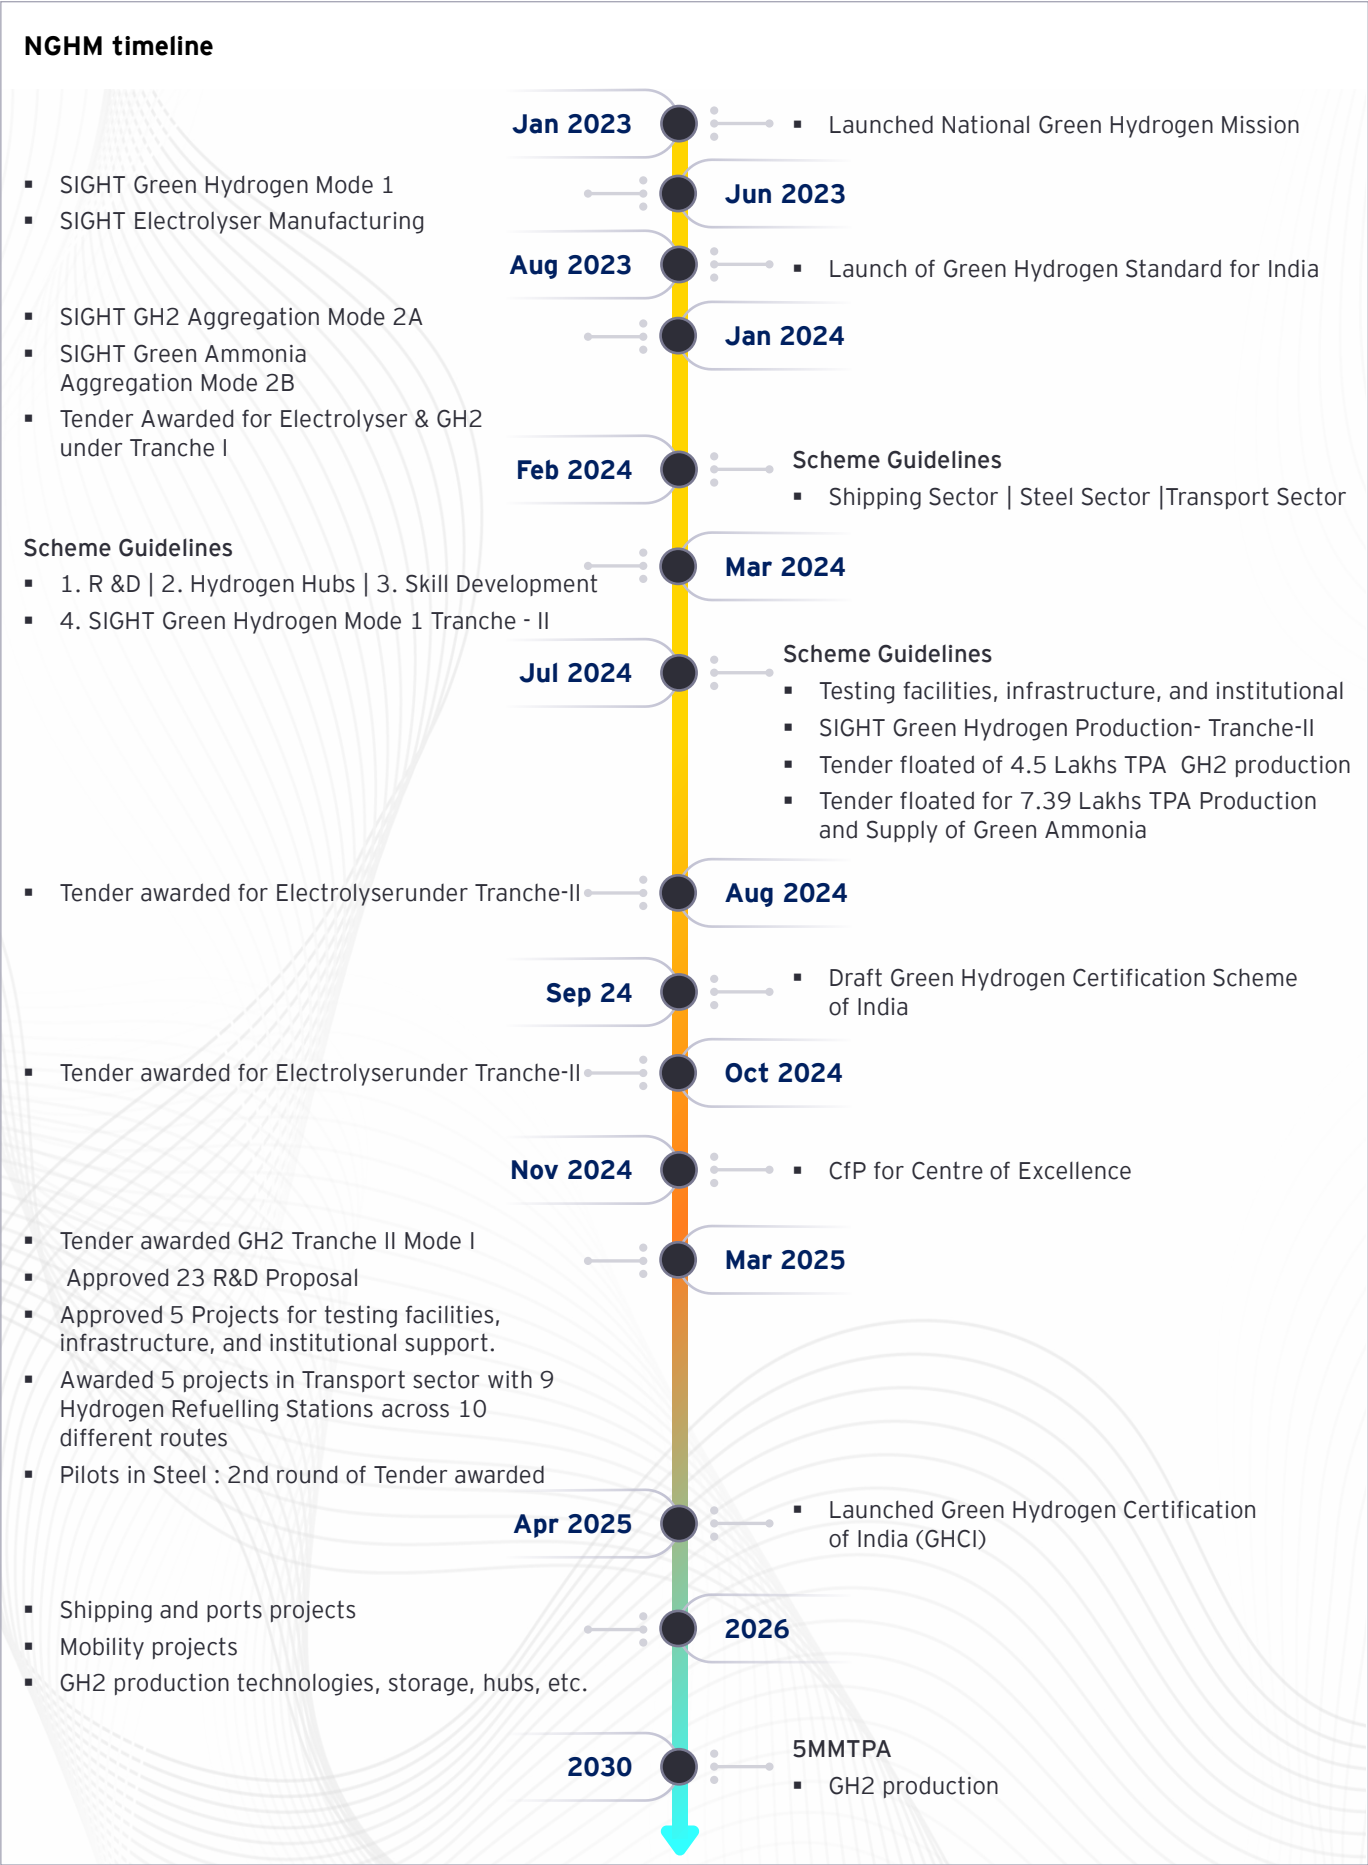 NGHM timeline
Jan 2023
▪ Launched National Green Hydrogen Mission
Jun 2023
▪ SIGHT Green Hydrogen Mode 1
▪ SIGHT Electrolyser Manufacturing
Aug 2023
▪ Launch of Green Hydrogen Standard for India
Jan 2024
▪ SIGHT GH2 Aggregation Mode 2A
▪ SIGHT Green Ammonia
Aggregation Mode 2B
▪ Tender Awarded for Electrolyser & GH2
under Tranche I
Feb 2024
Scheme Guidelines
▪ Shipping Sector | Steel Sector |Transport Sector
Mar 2024
Scheme Guidelines
▪ 1. R &D | 2. Hydrogen Hubs | 3. Skill Development
▪ 4. SIGHT Green Hydrogen Mode 1 Tranche - II
Jul 2024
Scheme Guidelines
▪ Testing facilities, infrastructure, and institutional
▪ SIGHT Green Hydrogen Production- Tranche-II
▪ Tender floated of 4.5 Lakhs TPA  GH2 production
▪ Tender floated for 7.39 Lakhs TPA Production
and Supply of Green Ammonia
Aug 2024
▪ Tender awarded for Electrolyserunder Tranche-II
Sep 24
▪ Draft Green Hydrogen Certification Scheme
of India
Oct 2024
▪ Tender awarded for Electrolyserunder Tranche-II
Nov 2024
▪ CfP for Centre of Excellence
Mar 2025
▪ Tender awarded GH2 Tranche II Mode I
▪ Approved 23 R&D Proposal
▪ Approved 5 Projects for testing facilities,
infrastructure, and institutional support.
▪ Awarded 5 projects in Transport sector with 9
Hydrogen Refuelling Stations across 10
different routes
▪ Pilots in Steel : 2nd round of Tender awarded
Apr 2025
▪ Launched Green Hydrogen Certification
of India (GHCI)
2026
▪ Shipping and ports projects
▪ Mobility projects
▪ GH2 production technologies, storage, hubs, etc.
2030
5MMTPA
▪ GH2 production